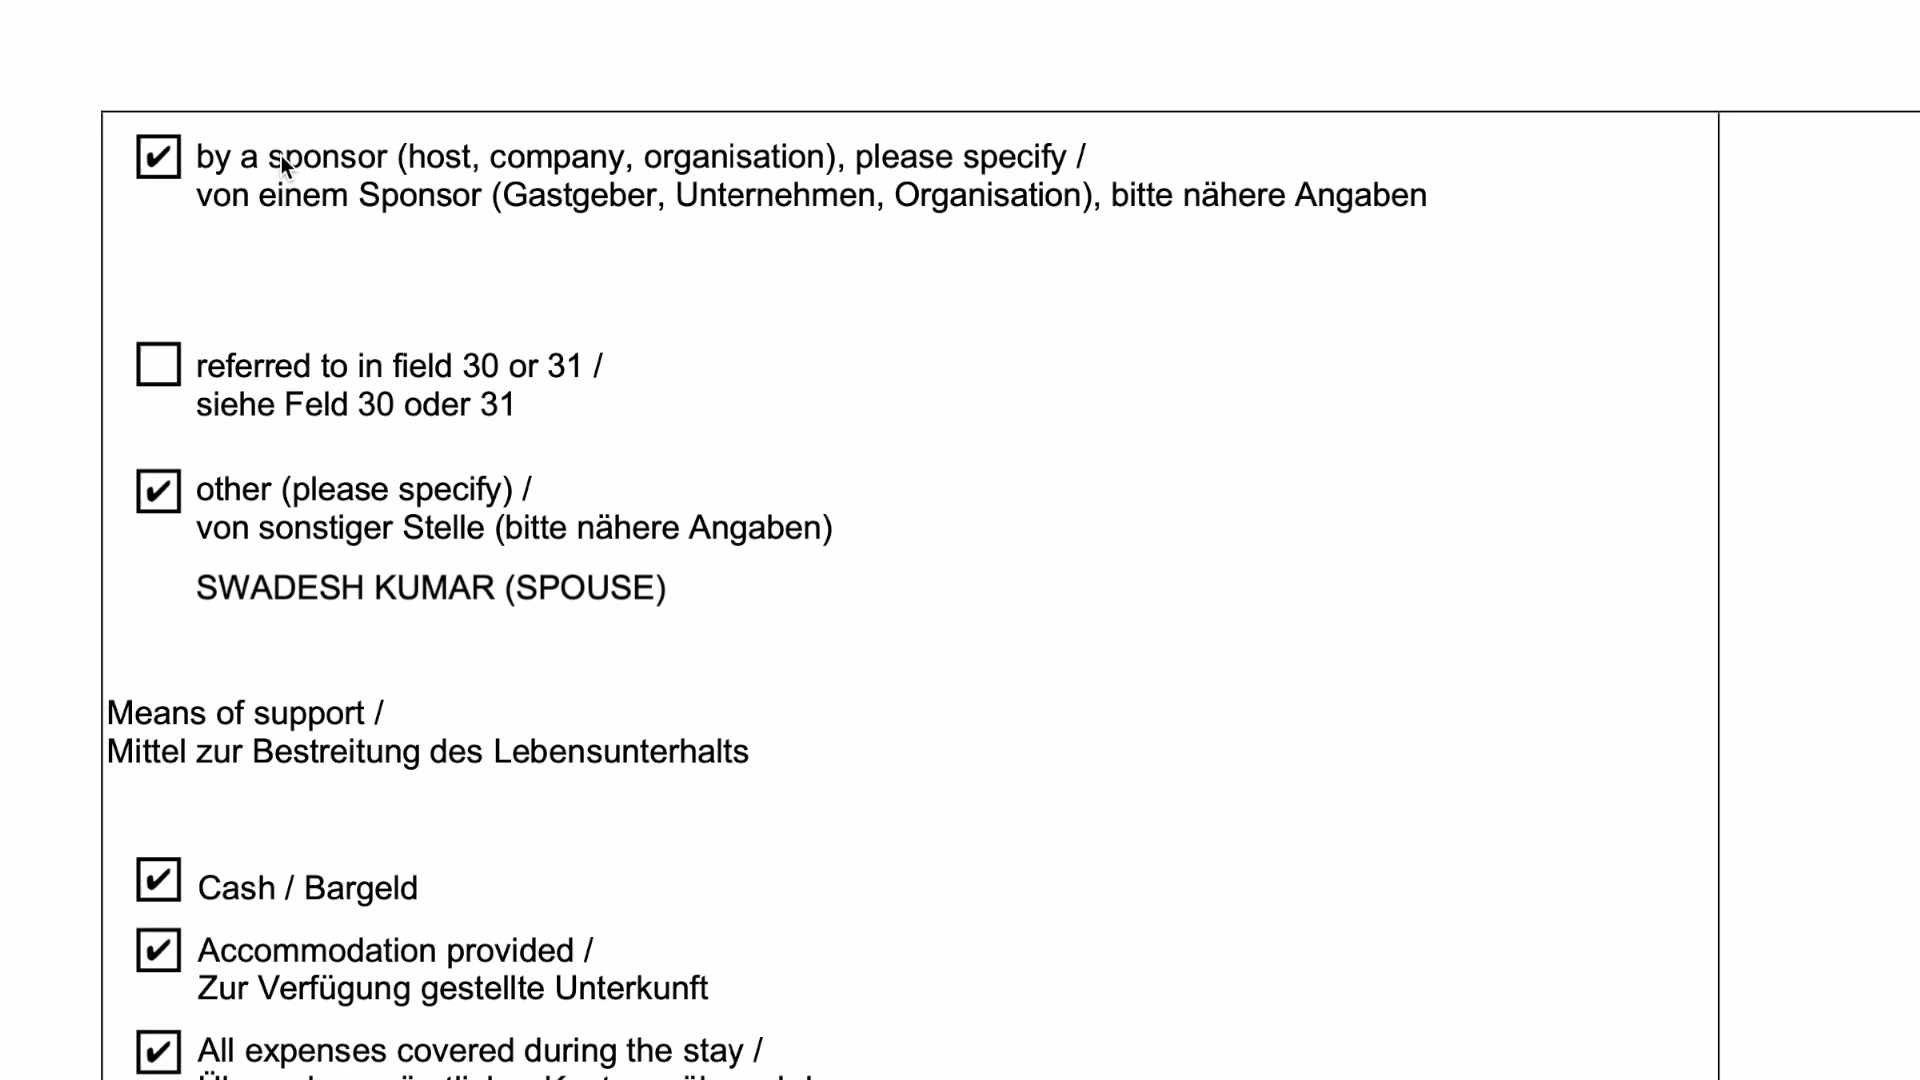 by a sponsor (host, company, organisation), please specify /
von einem Sponsor (Gastgeber, Unternehmen, Organisation), bitte nähere Angaben
referred to in field 30 or 31 /
siehe Feld 30 oder 31
other (please specify) /
von sonstiger Stelle (bitte nähere Angaben)
SWADESH KUMAR (SPOUSE)
Means of support /
Mittel zur Bestreitung des Lebensunterhalts
Cash / Bargeld
Accommodation provided /
Zur Verfügung gestellte Unterkunft
All expenses covered during the stay /